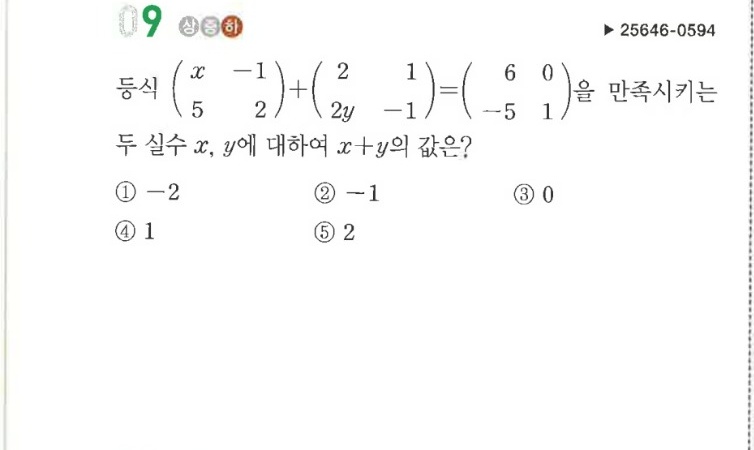 09 상 중 하
▶ 25646-0594
등식 $\begin{pmatrix} x & -1 \\ 5 & 2 \end{pmatrix}+\begin{pmatrix} 2 & 1 \\ 2y & -1 \end{pmatrix}=\begin{pmatrix} 6 & 0 \\ -5 & 1 \end{pmatrix}$을 만족시키는
두 실수 x, y에 대하여 x+y의 값은?
① −2 ② −1 ③ 0
④ 1 ⑤ 2